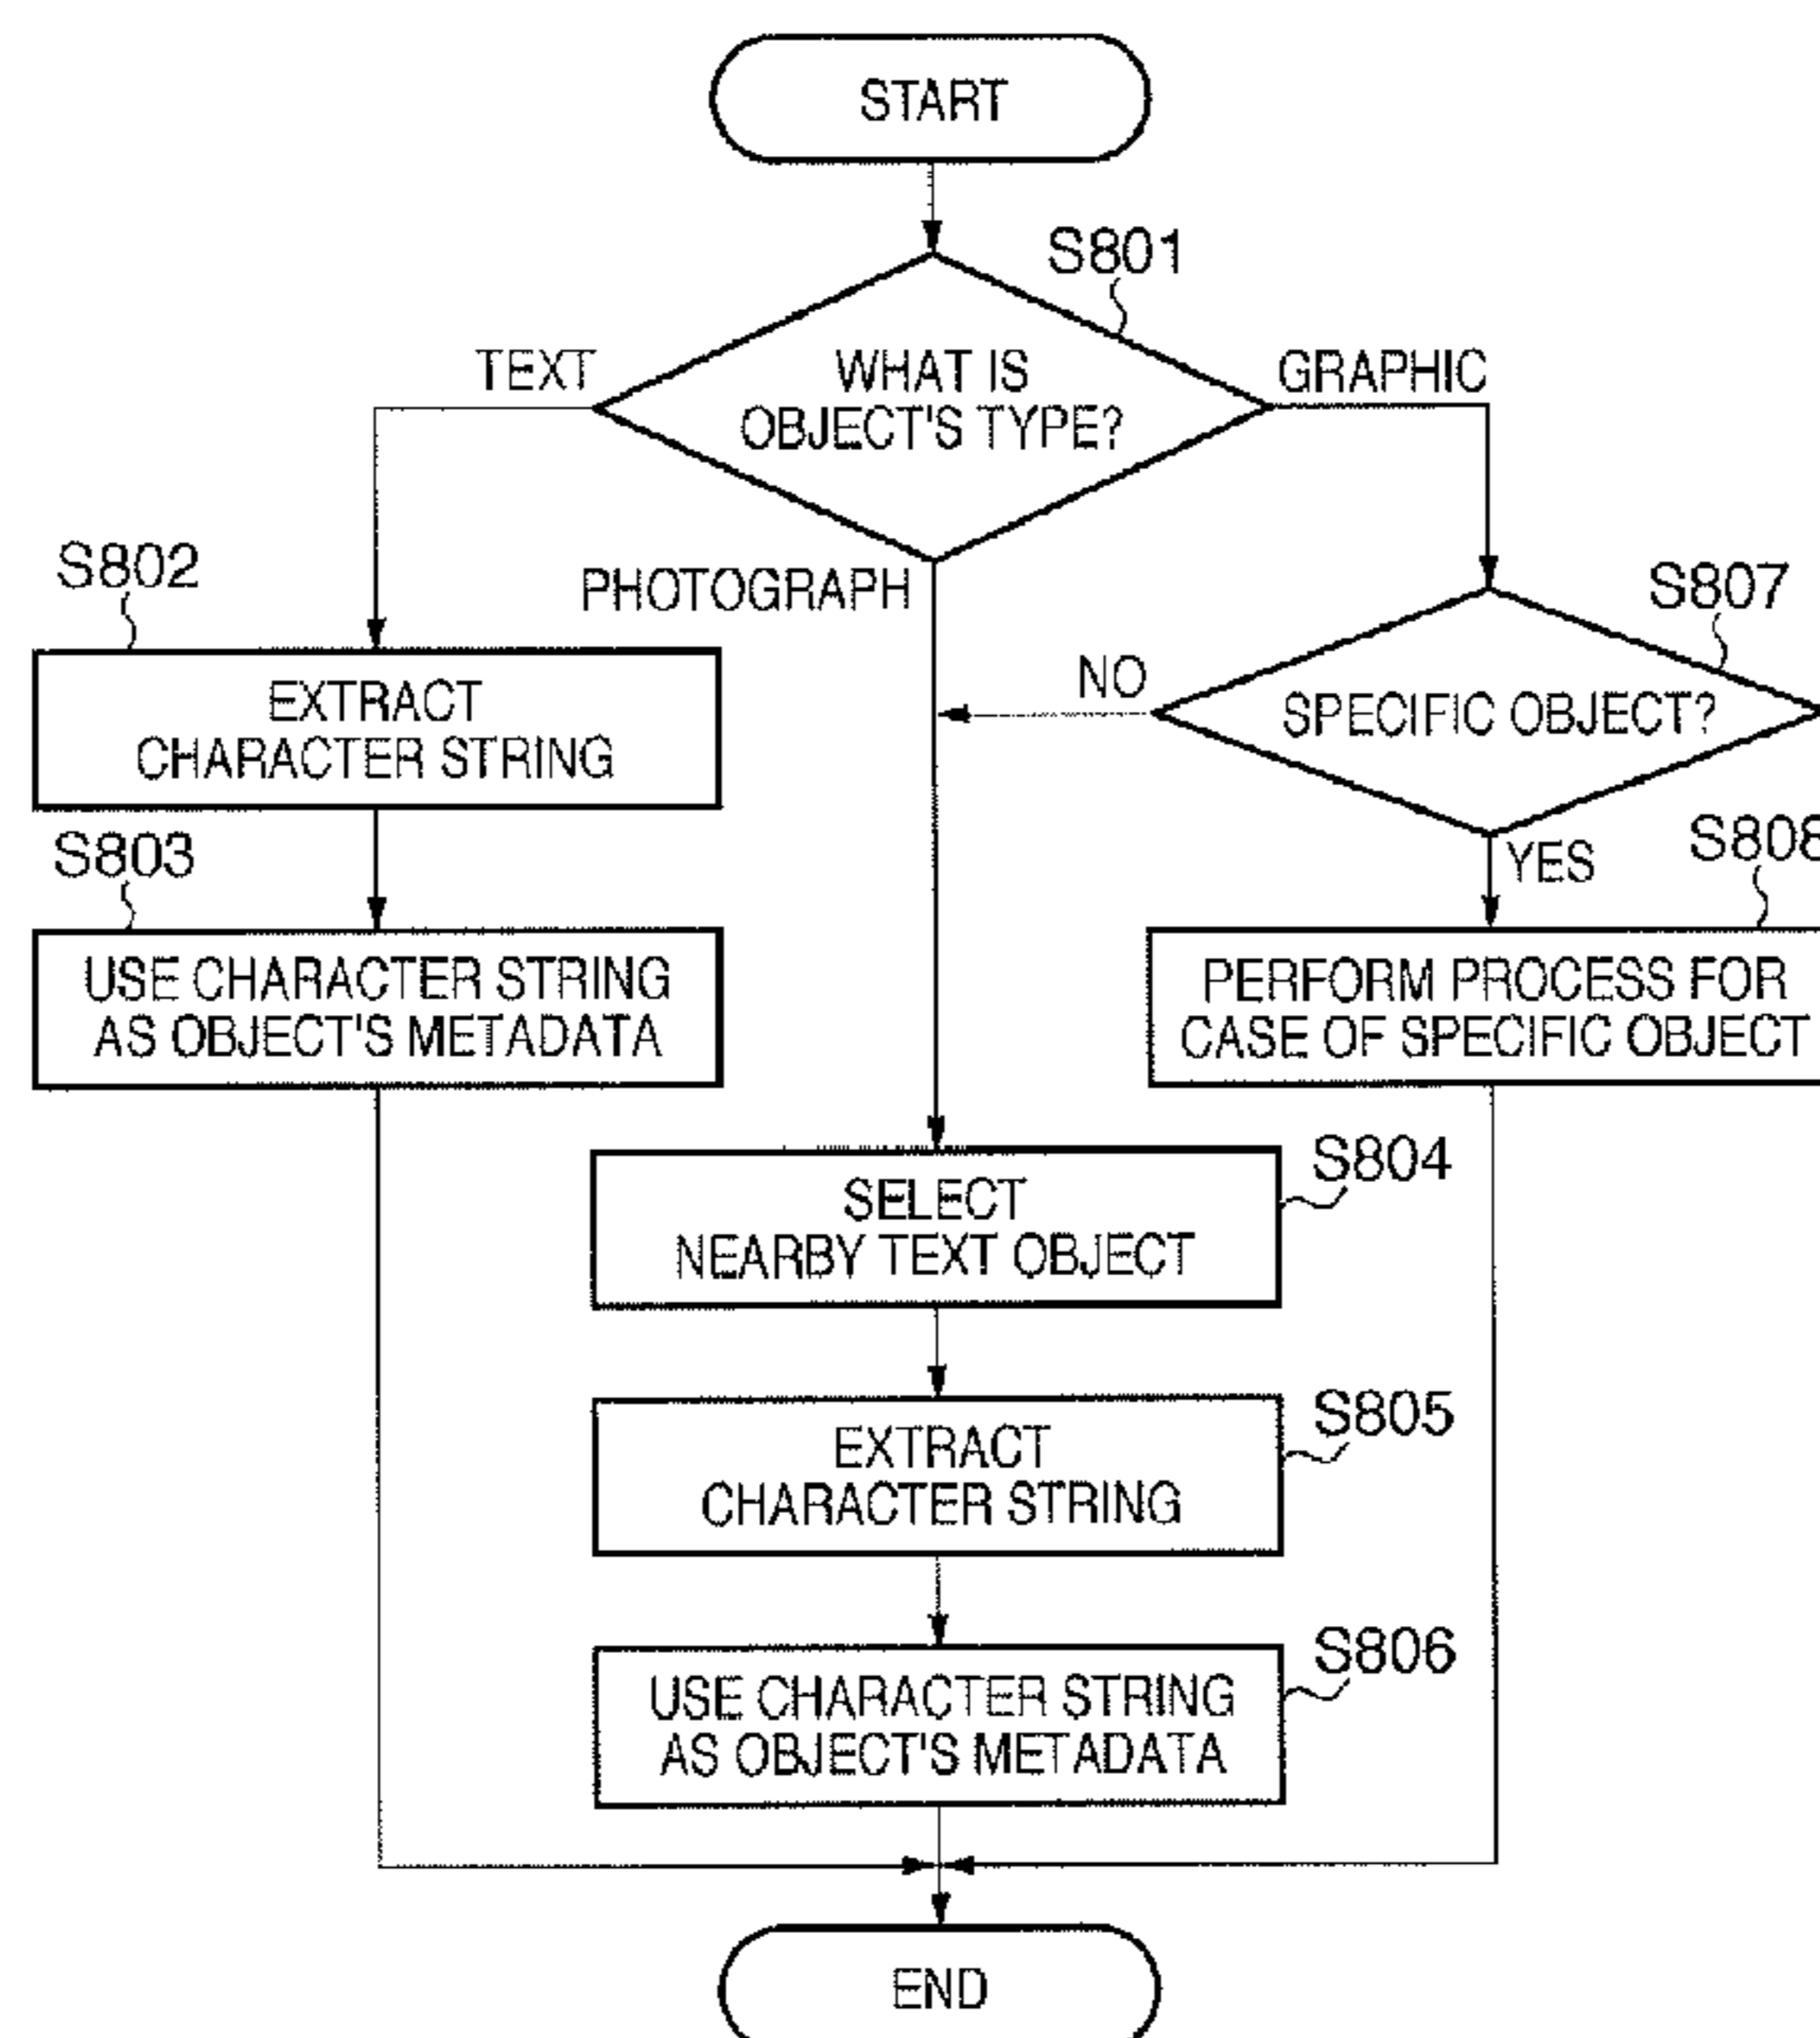 START
S801
WHAT IS
OBJECT'S TYPE?
TEXT
GRAPHIC
PHOTOGRAPH
S802
EXTRACT
CHARACTER STRING
S803
USE CHARACTER STRING
AS OBJECT'S METADATA
S807
SPECIFIC OBJECT?
NO
YES
S808
PERFORM PROCESS FOR
CASE OF SPECIFIC OBJECT
S804
SELECT
NEARBY TEXT OBJECT
S805
EXTRACT
CHARACTER STRING
S806
USE CHARACTER STRING
AS OBJECT'S METADATA
END